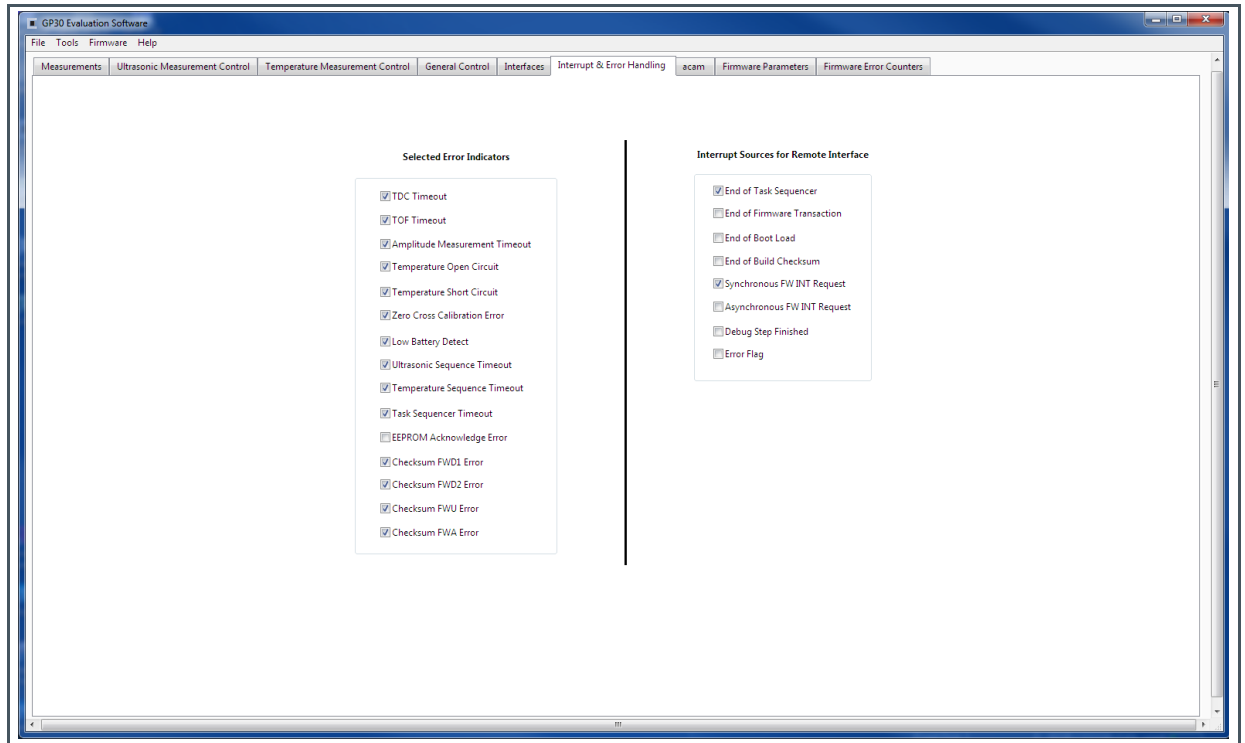 GP30 Evaluation Software
File Tools Firmware Help
Measurements Ultrasonic Measurement Control Temperature Measurement Control General Control Interfaces Interrupt & Error Handling acam Firmware Parameters Firmware Error Counters
Selected Error Indicators
TDC Timeout
TOF Timeout
Amplitude Measurement Timeout
Temperature Open Circuit
Temperature Short Circuit
Zero Cross Calibration Error
Low Battery Detect
Ultrasonic Sequence Timeout
Temperature Sequence Timeout
Task Sequencer Timeout
EEPROM Acknowledge Error
Checksum FWD1 Error
Checksum FWD2 Error
Checksum FWU Error
Checksum FWA Error
Interrupt Sources for Remote Interface
End of Task Sequencer
End of Firmware Transaction
End of Boot Load
End of Build Checksum
Synchronous FW INT Request
Asynchronous FW INT Request
Debug Step Finished
Error Flag